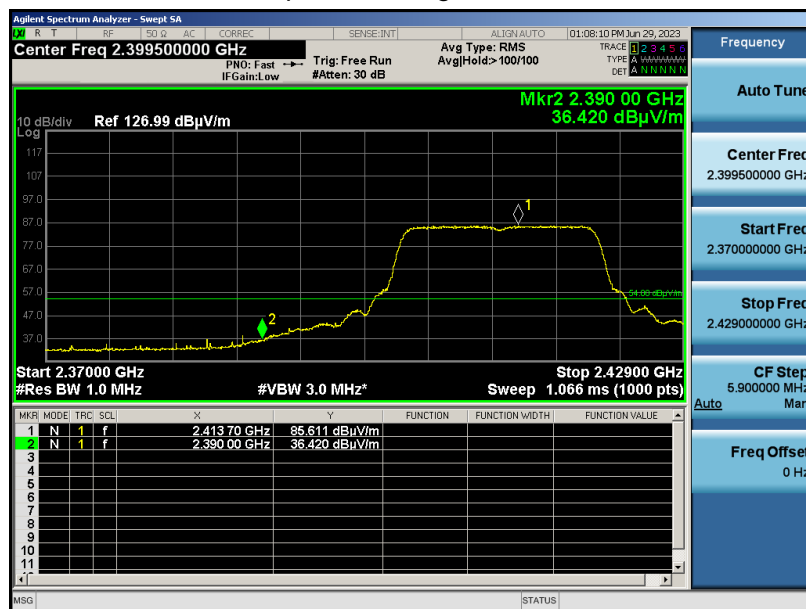 Agilent Spectrum Analyzer - Swept SA
LXI R T RF 50 Ω AC CORREC SENSE:INT ALIGN AUTO 01:08:10 PM Jun 29, 2023
Center Freq 2.399500000 GHz
PNO: Fast
IFGain:Low
Trig: Free Run
#Atten: 30 dB
Avg Type: RMS
Avg|Hold:>100/100
TRACE 1 2 3 4 5 6
TYPE A WWWWW
DET A N N N N N
Mkr2 2.390 00 GHz
36.420 dBµV/m
10 dB/div Ref 126.99 dBµV/m
Log
117
107
97.0
87.0
77.0
67.0
57.0
47.0
37.0
1
2
54.00 dBµV/m
Start 2.37000 GHz Stop 2.42900 GHz
#Res BW 1.0 MHz #VBW 3.0 MHz* Sweep 1.066 ms (1000 pts)
MKR MODE TRC SCL X Y FUNCTION FUNCTION WIDTH FUNCTION VALUE
1 N 1 f 2.413 70 GHz 85.611 dBµV/m
2 N 1 f 2.390 00 GHz 36.420 dBµV/m
3
4
5
6
7
8
9
10
11
MSG STATUS
Frequency
Auto Tune
Center Freq
2.399500000 GHz
Start Freq
2.370000000 GHz
Stop Freq
2.429000000 GHz
CF Step
5.900000 MHz
Auto Man
Freq Offset
0 Hz